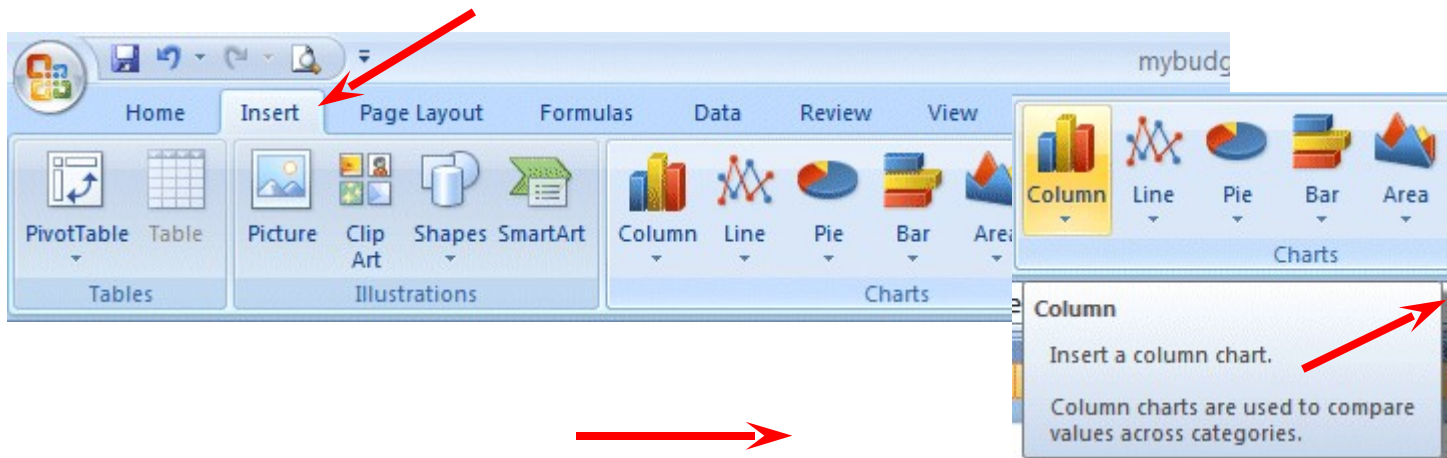 mybudg
Home Insert Page Layout Formulas Data Review View
PivotTable Table Picture Clip Art Shapes SmartArt Column Line Pie Bar Area
Tables Illustrations Charts
Column Line Pie Bar Area
Charts
Column
Insert a column chart.
Column charts are used to compare
values across categories.